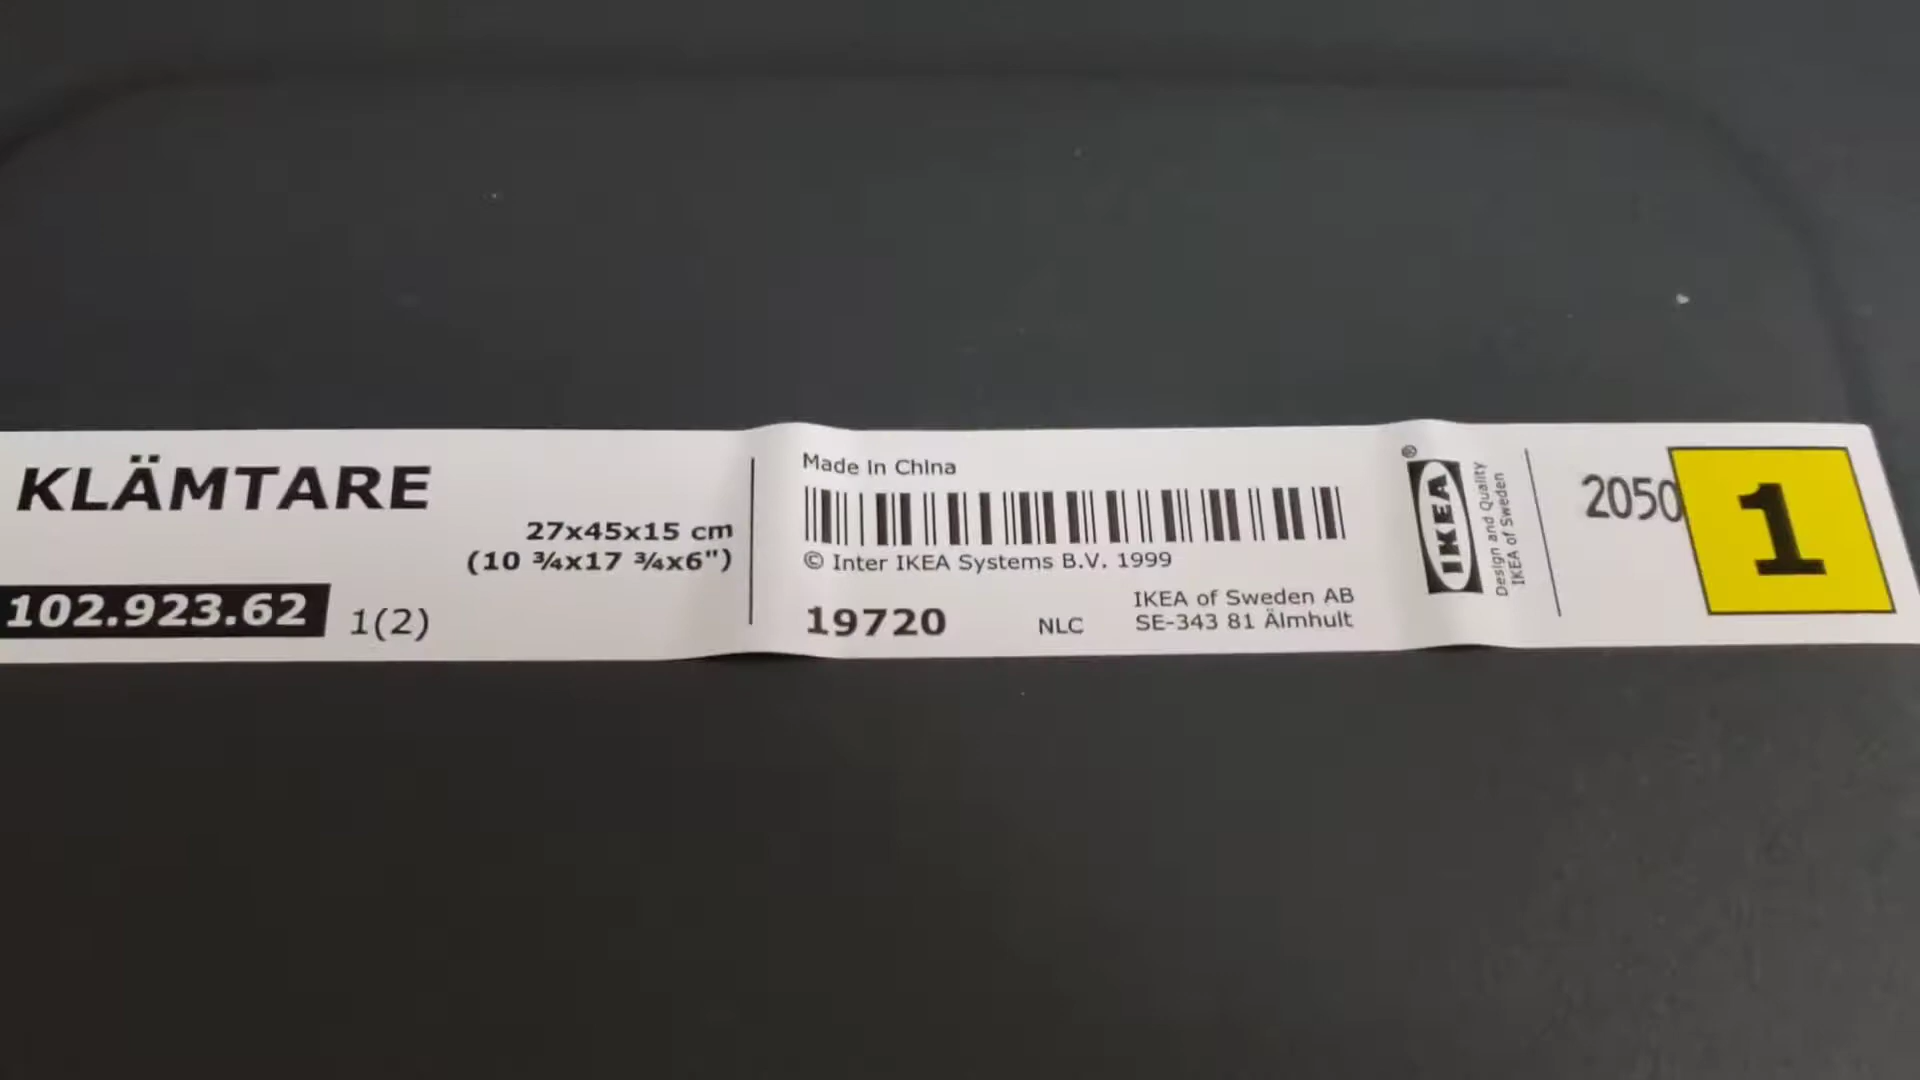 KLÄMTARE
27x45x15 cm
(10 ¾x17 ¾x6")
102.923.62 1(2)
Made in China
© Inter IKEA Systems B.V. 1999
19720 NLC
IKEA of Sweden AB
SE-343 81 Älmhult
IKEA®
Design and Quality
IKEA of Sweden
2050
1